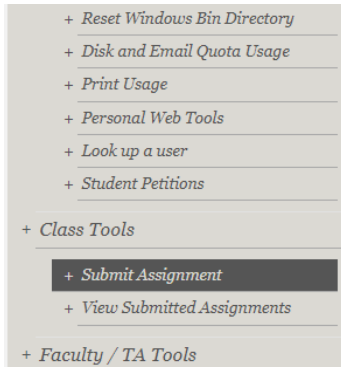 + Reset Windows Bin Directory
+ Disk and Email Quota Usage
+ Print Usage
+ Personal Web Tools
+ Look up a user
+ Student Petitions
+ Class Tools
+ Submit Assignment
+ View Submitted Assignments
+ Faculty / TA Tools